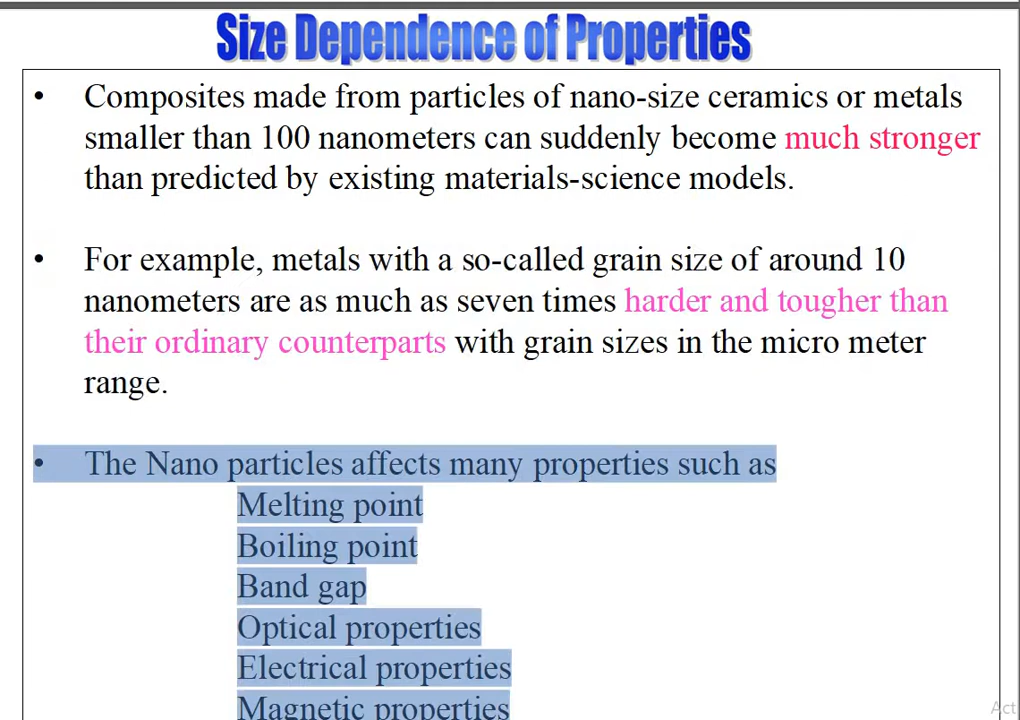 Size Dependence of Properties
• Composites made from particles of nano-size ceramics or metals
smaller than 100 nanometers can suddenly become much stronger
than predicted by existing materials-science models.
• For example, metals with a so-called grain size of around 10
nanometers are as much as seven times harder and tougher than
their ordinary counterparts with grain sizes in the micro meter
range.
• The Nano particles affects many properties such as
Melting point
Boiling point
Band gap
Optical properties
Electrical properties
Magnetic properties
Act